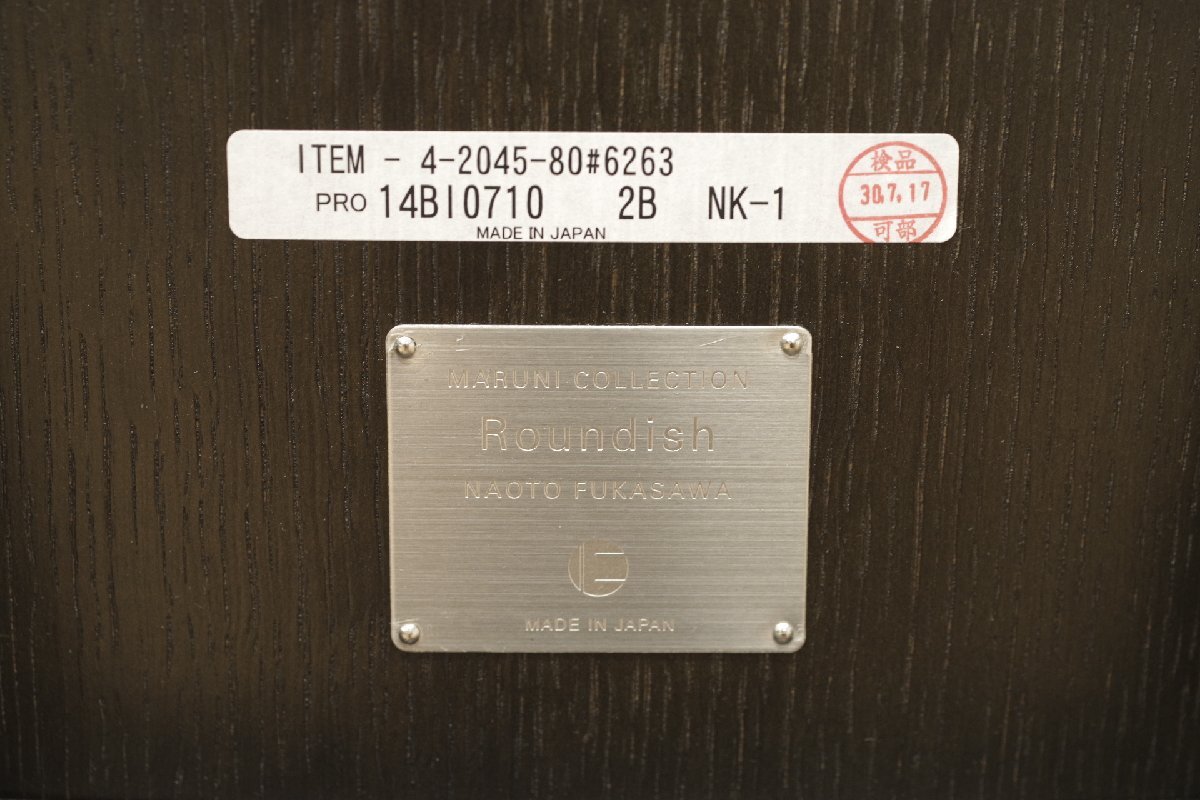 ITEM - 4-2045-80#6263
PRO 14BI0710 2B NK-1
MADE IN JAPAN
検品
30.7.17
可部
MARUNI COLLECTION
Roundish
NAOTO FUKASAWA
MADE IN JAPAN